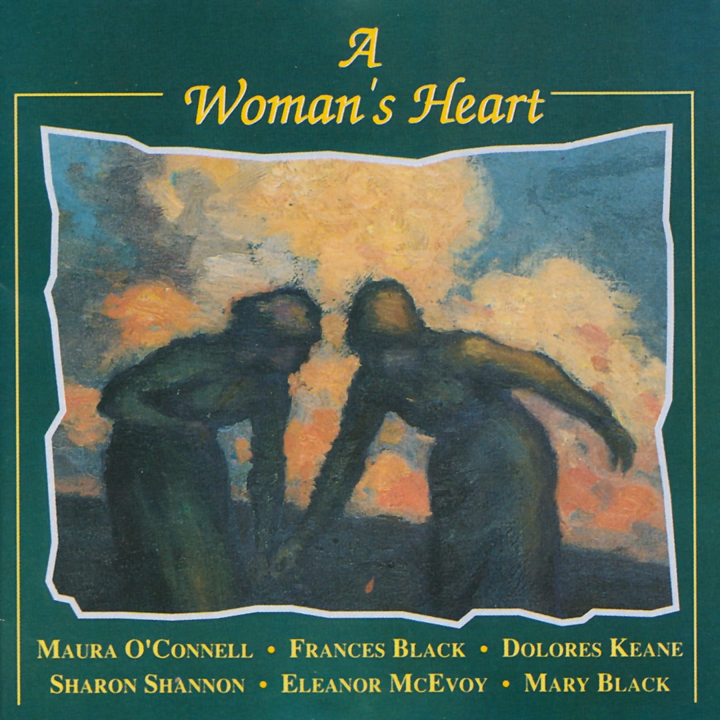 A
Woman's Heart
MAURA O'CONNELL • FRANCES BLACK • DOLORES KEANE
SHARON SHANNON • ELEANOR MCEVOY • MARY BLACK